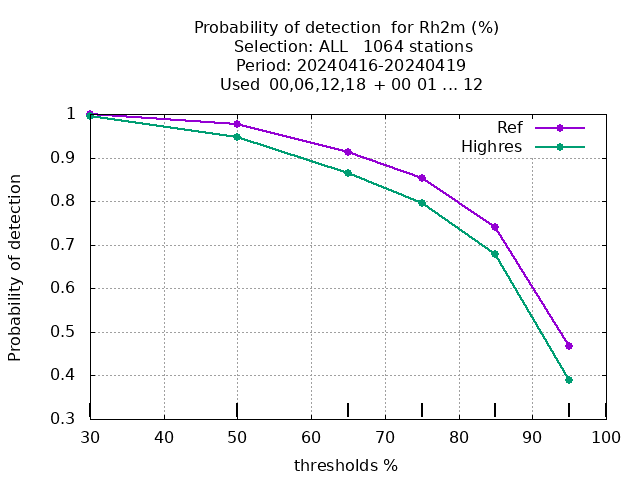 Probability of detection  for Rh2m (%)
Selection: ALL   1064 stations
Period: 20240416-20240419
Used  00,06,12,18  + 00 01 ... 12
Ref
Highres
Probability of detection
1
0.9
0.8
0.7
0.6
0.5
0.4
0.3
30 40 50 60 70 80 90 100
thresholds %